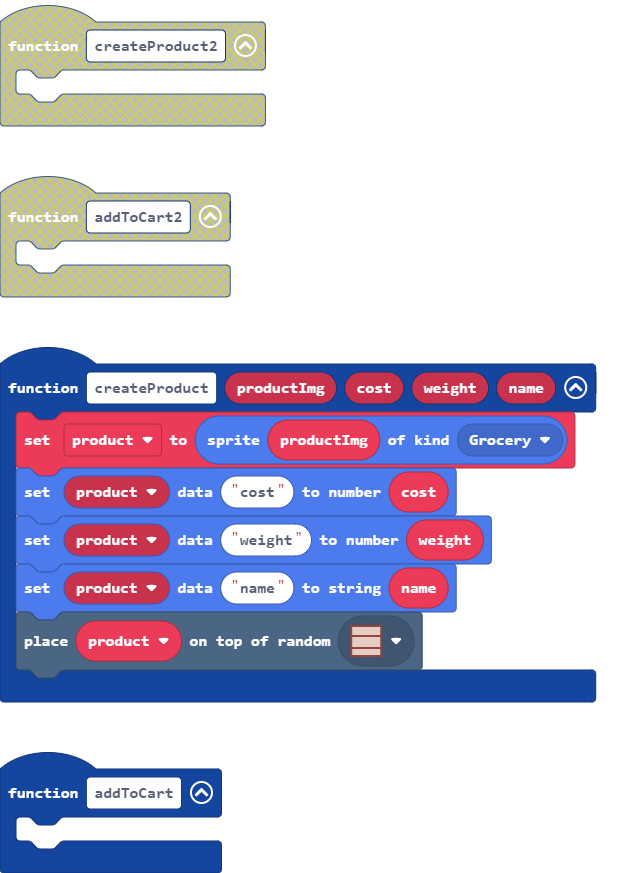 function createProduct2
function addToCart2
function createProduct productImg cost weight name
set product to sprite productImg of kind Grocery
set product data "cost" to number cost
set product data "weight" to number weight
set product data "name" to string name
place product on top of random
function addToCart